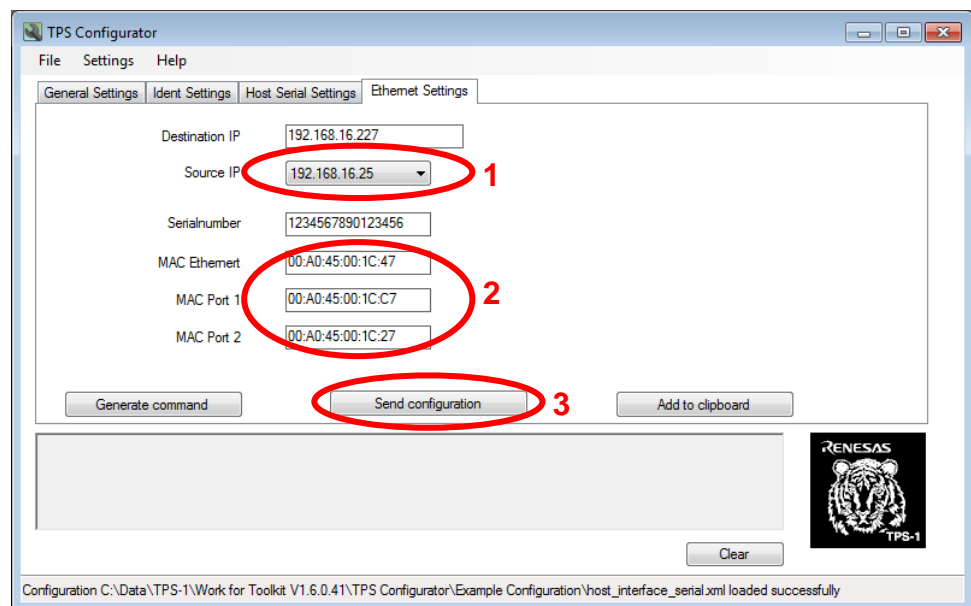 TPS Configurator
File Settings Help
General Settings Ident Settings Host Serial Settings Ethernet Settings
Destination IP 192.168.16.227
Source IP 192.168.16.25 1
Serialnumber 1234567890123456
MAC Ethernert 00:A0:45:00:1C:47
2
MAC Port 1 00:A0:45:00:1C:C7
MAC Port 2 00:A0:45:00:1C:27
Generate command Send configuration 3 Add to clipboard
RENESAS
TPS-1
Clear
Configuration C:\Data\TPS-1\Work for Toolkit V1.6.0.41\TPS Configurator\Example Configuration\host_interface_serial.xml loaded successfully